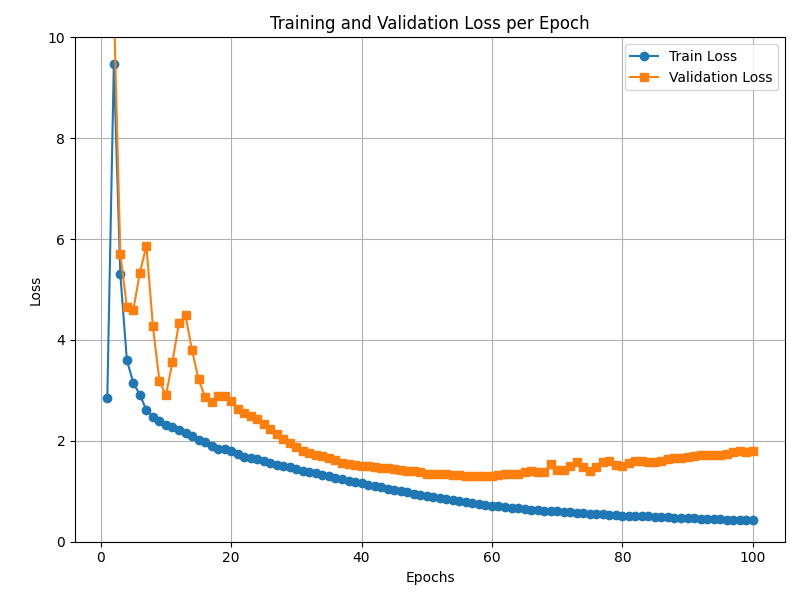 Training and Validation Loss per Epoch
Train Loss
Validation Loss
10
8
6
4
2
0
Loss
0 20 40 60 80 100
Epochs